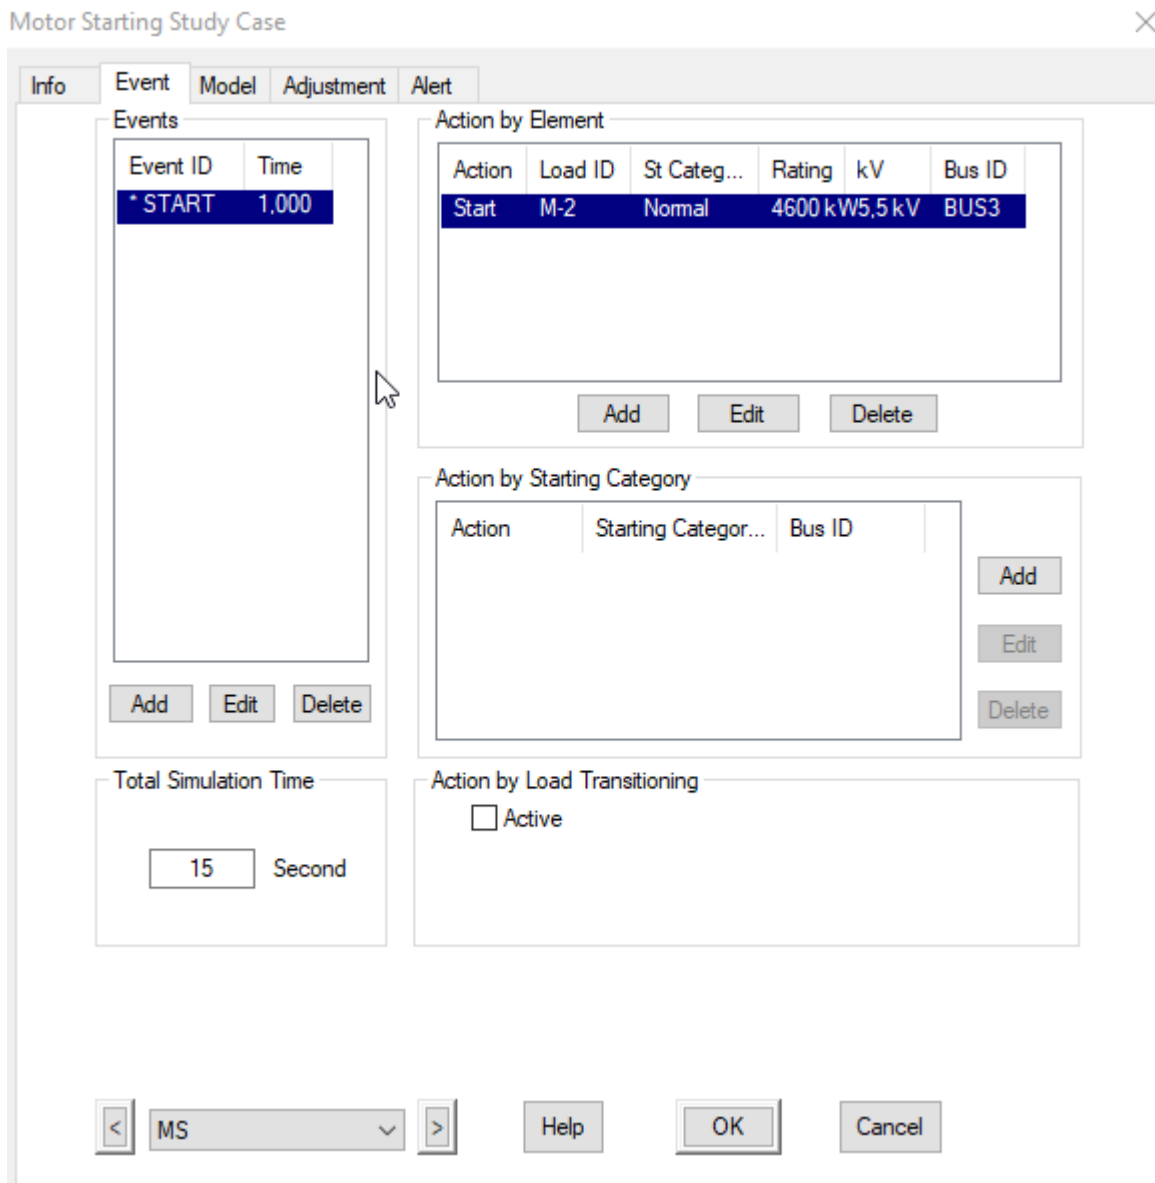 Motor Starting Study Case
Info Event Model Adjustment Alert
Events
Event ID Time
* START 1,000
Add Edit Delete
Action by Element
Action Load ID St Categ... Rating kV Bus ID
Start M-2 Normal 4600 kW 5,5 kV BUS3
Add Edit Delete
Action by Starting Category
Action Starting Categor... Bus ID
Add
Edit
Delete
Total Simulation Time
15 Second
Action by Load Transitioning
Active
< MS > Help OK Cancel